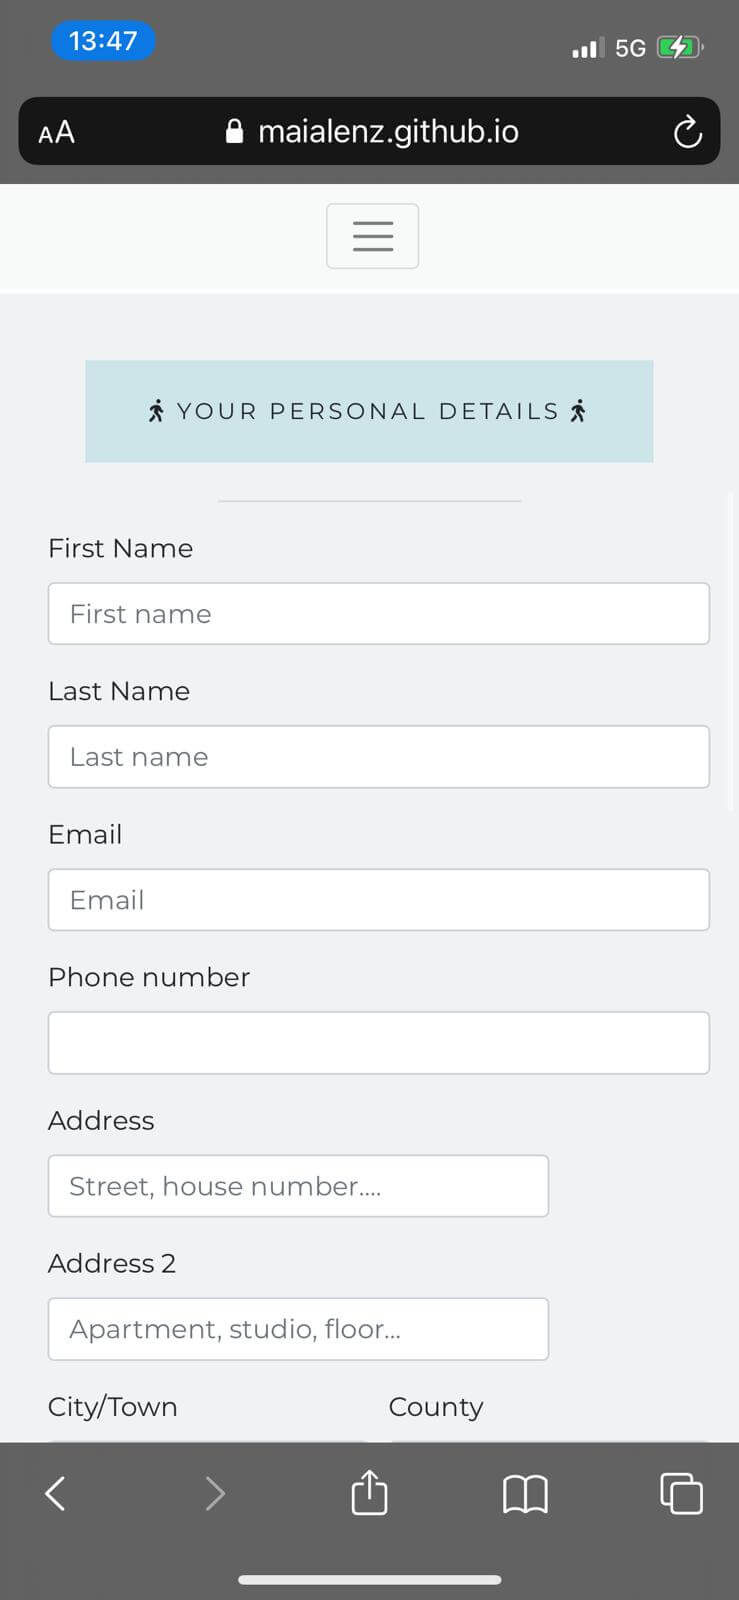 13:47
5G
AA
maialenz.github.io
YOUR PERSONAL DETAILS
First Name
First name
Last Name
Last name
Email
Email
Phone number
Address
Street, house number....
Address 2
Apartment, studio, floor...
City/Town County